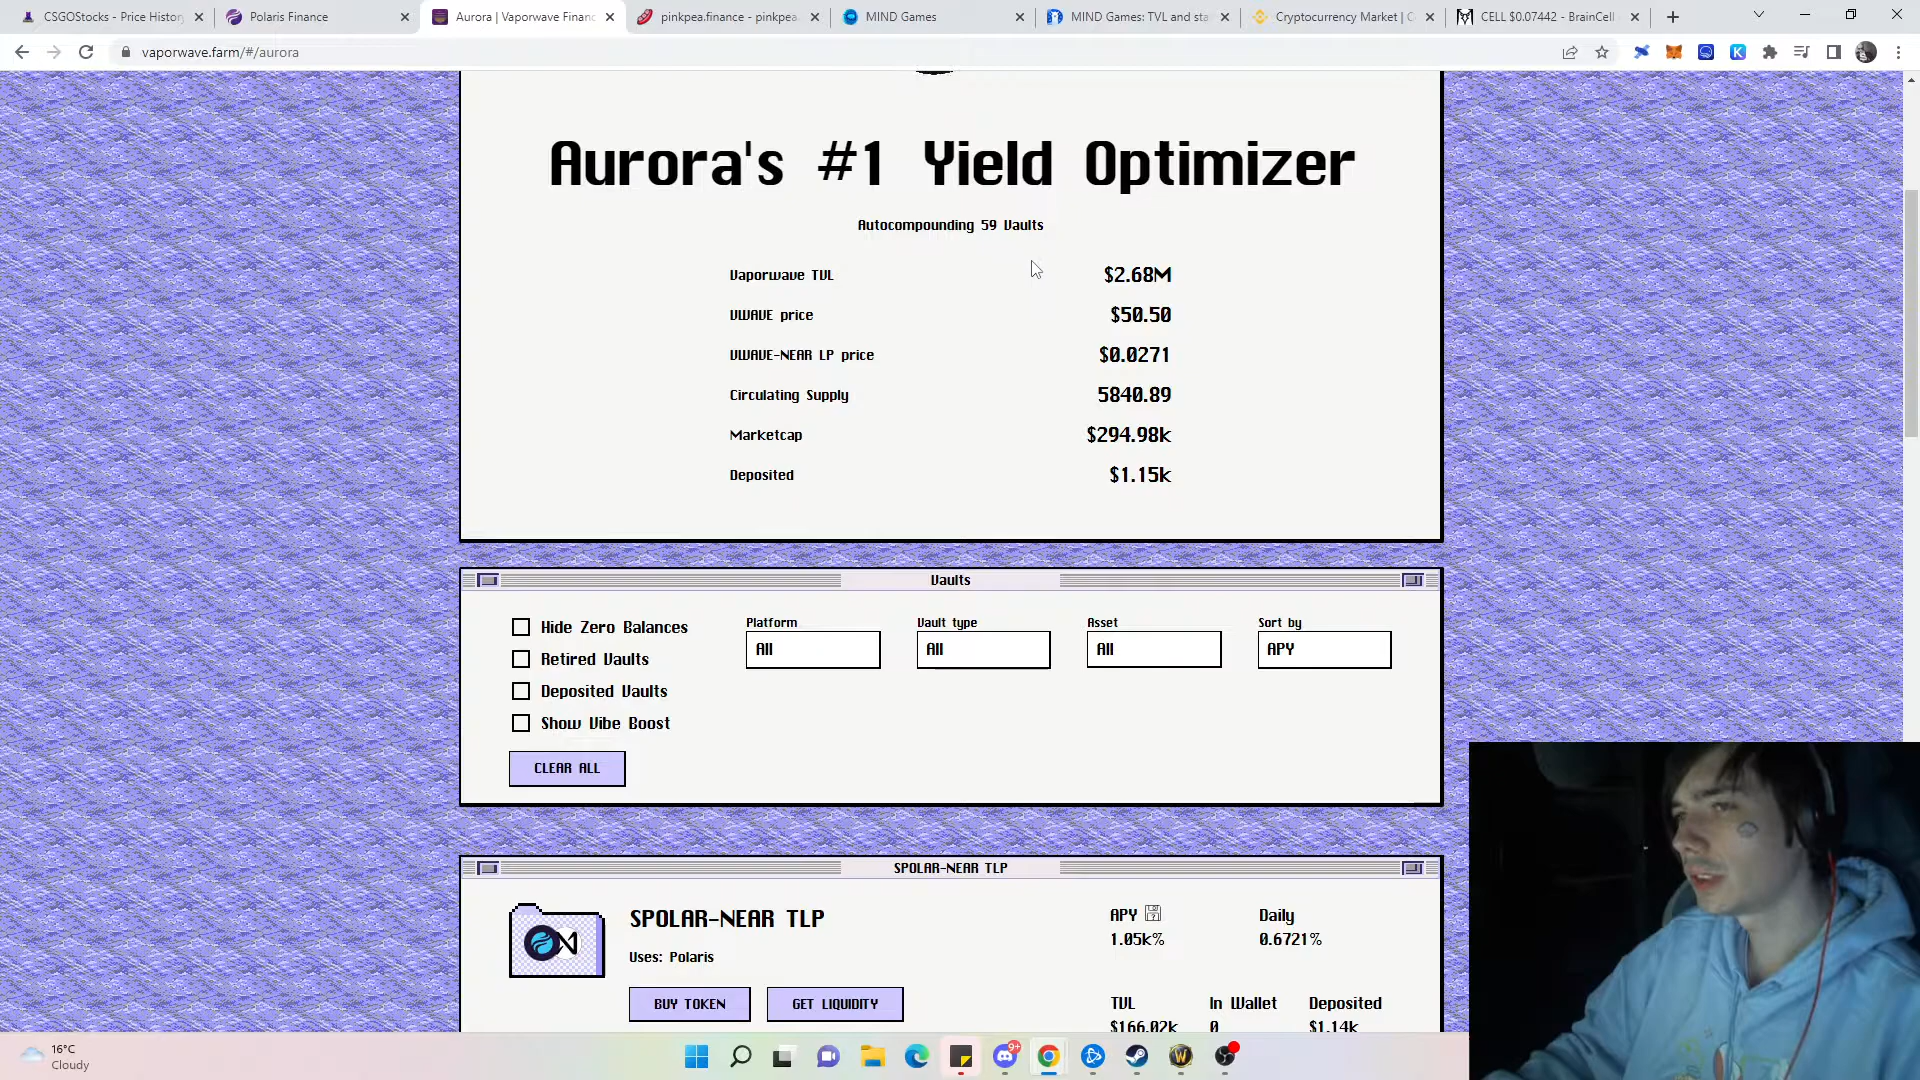 CSGOStocks - Price History
Polaris Finance
Aurora | Vaporwave Financ
pinkpea.finance - pinkpea
MIND Games
MIND Games: TVL and sta
Cryptocurrency Market | C
CELL $0.07442 - BrainCell
vaporwave.farm/#/aurora
Aurora's #1 Yield Optimizer
Autocompounding 59 Vaults
Vaporwave TVL $2.68M
VWAVE price $50.50
VWAVE-NEAR LP price $0.0271
Circulating Supply 5840.89
Marketcap $294.98k
Deposited $1.15k
Vaults
Hide Zero Balances
Retired Vaults
Deposited Vaults
Show Vibe Boost
CLEAR ALL
Platform
All
Vault type
All
Asset
All
Sort by
APY
SPOLAR-NEAR TLP
SPOLAR-NEAR TLP
Uses: Polaris
BUY TOKEN
GET LIQUIDITY
APY
1.05k%
Daily
0.6721%
TVL
$166.02k
In Wallet
0
Deposited
$1.14k
16°C
Cloudy
9+